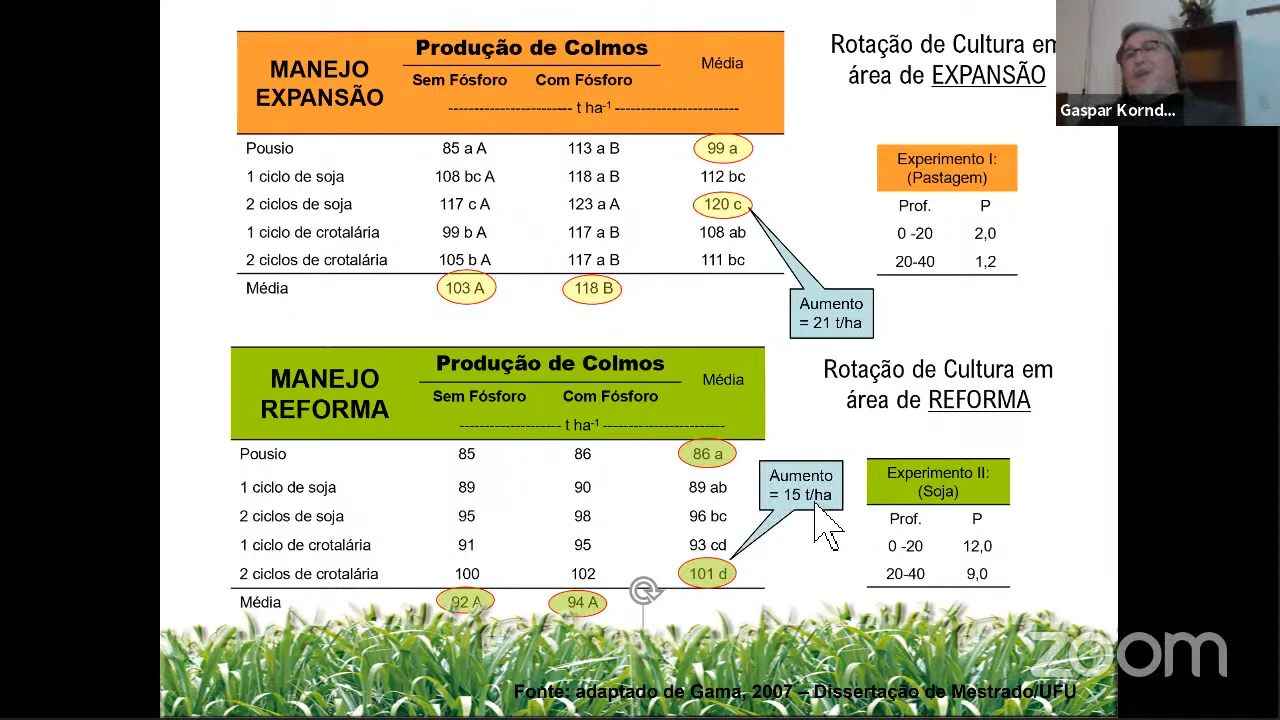 MANEJO
EXPANSÃO
Produção de Colmos
Sem Fósforo Com Fósforo Média
------------------------ t ha-1 ------------------------
Pousio 85 a A 113 a B 99 a
1 ciclo de soja 108 bc A 118 a B 112 bc
2 ciclos de soja 117 c A 123 a A 120 c
1 ciclo de crotalária 99 b A 117 a B 108 ab
2 ciclos de crotalária 105 b A 117 a B 111 bc
Média 103 A 118 B
Rotação de Cultura em
área de EXPANSÃO
Gaspar Kornd...
Experimento I:
(Pastagem)
Prof. P
0 -20 2,0
20-40 1,2
Aumento
= 21 t/ha
MANEJO
REFORMA
Produção de Colmos
Sem Fósforo Com Fósforo Média
-------------------- t ha-1 ------------------------
Pousio 85 86 86 a
1 ciclo de soja 89 90 89 ab
2 ciclos de soja 95 98 96 bc
1 ciclo de crotalária 91 95 93 cd
2 ciclos de crotalária 100 102 101 d
Média 92 A 94 A
Rotação de Cultura em
área de REFORMA
Aumento
= 15 t/ha
Experimento II:
(Soja)
Prof. P
0 -20 12,0
20-40 9,0
zoom
Fonte: adaptado de Gama, 2007 – Dissertação de Mestrado/UFU